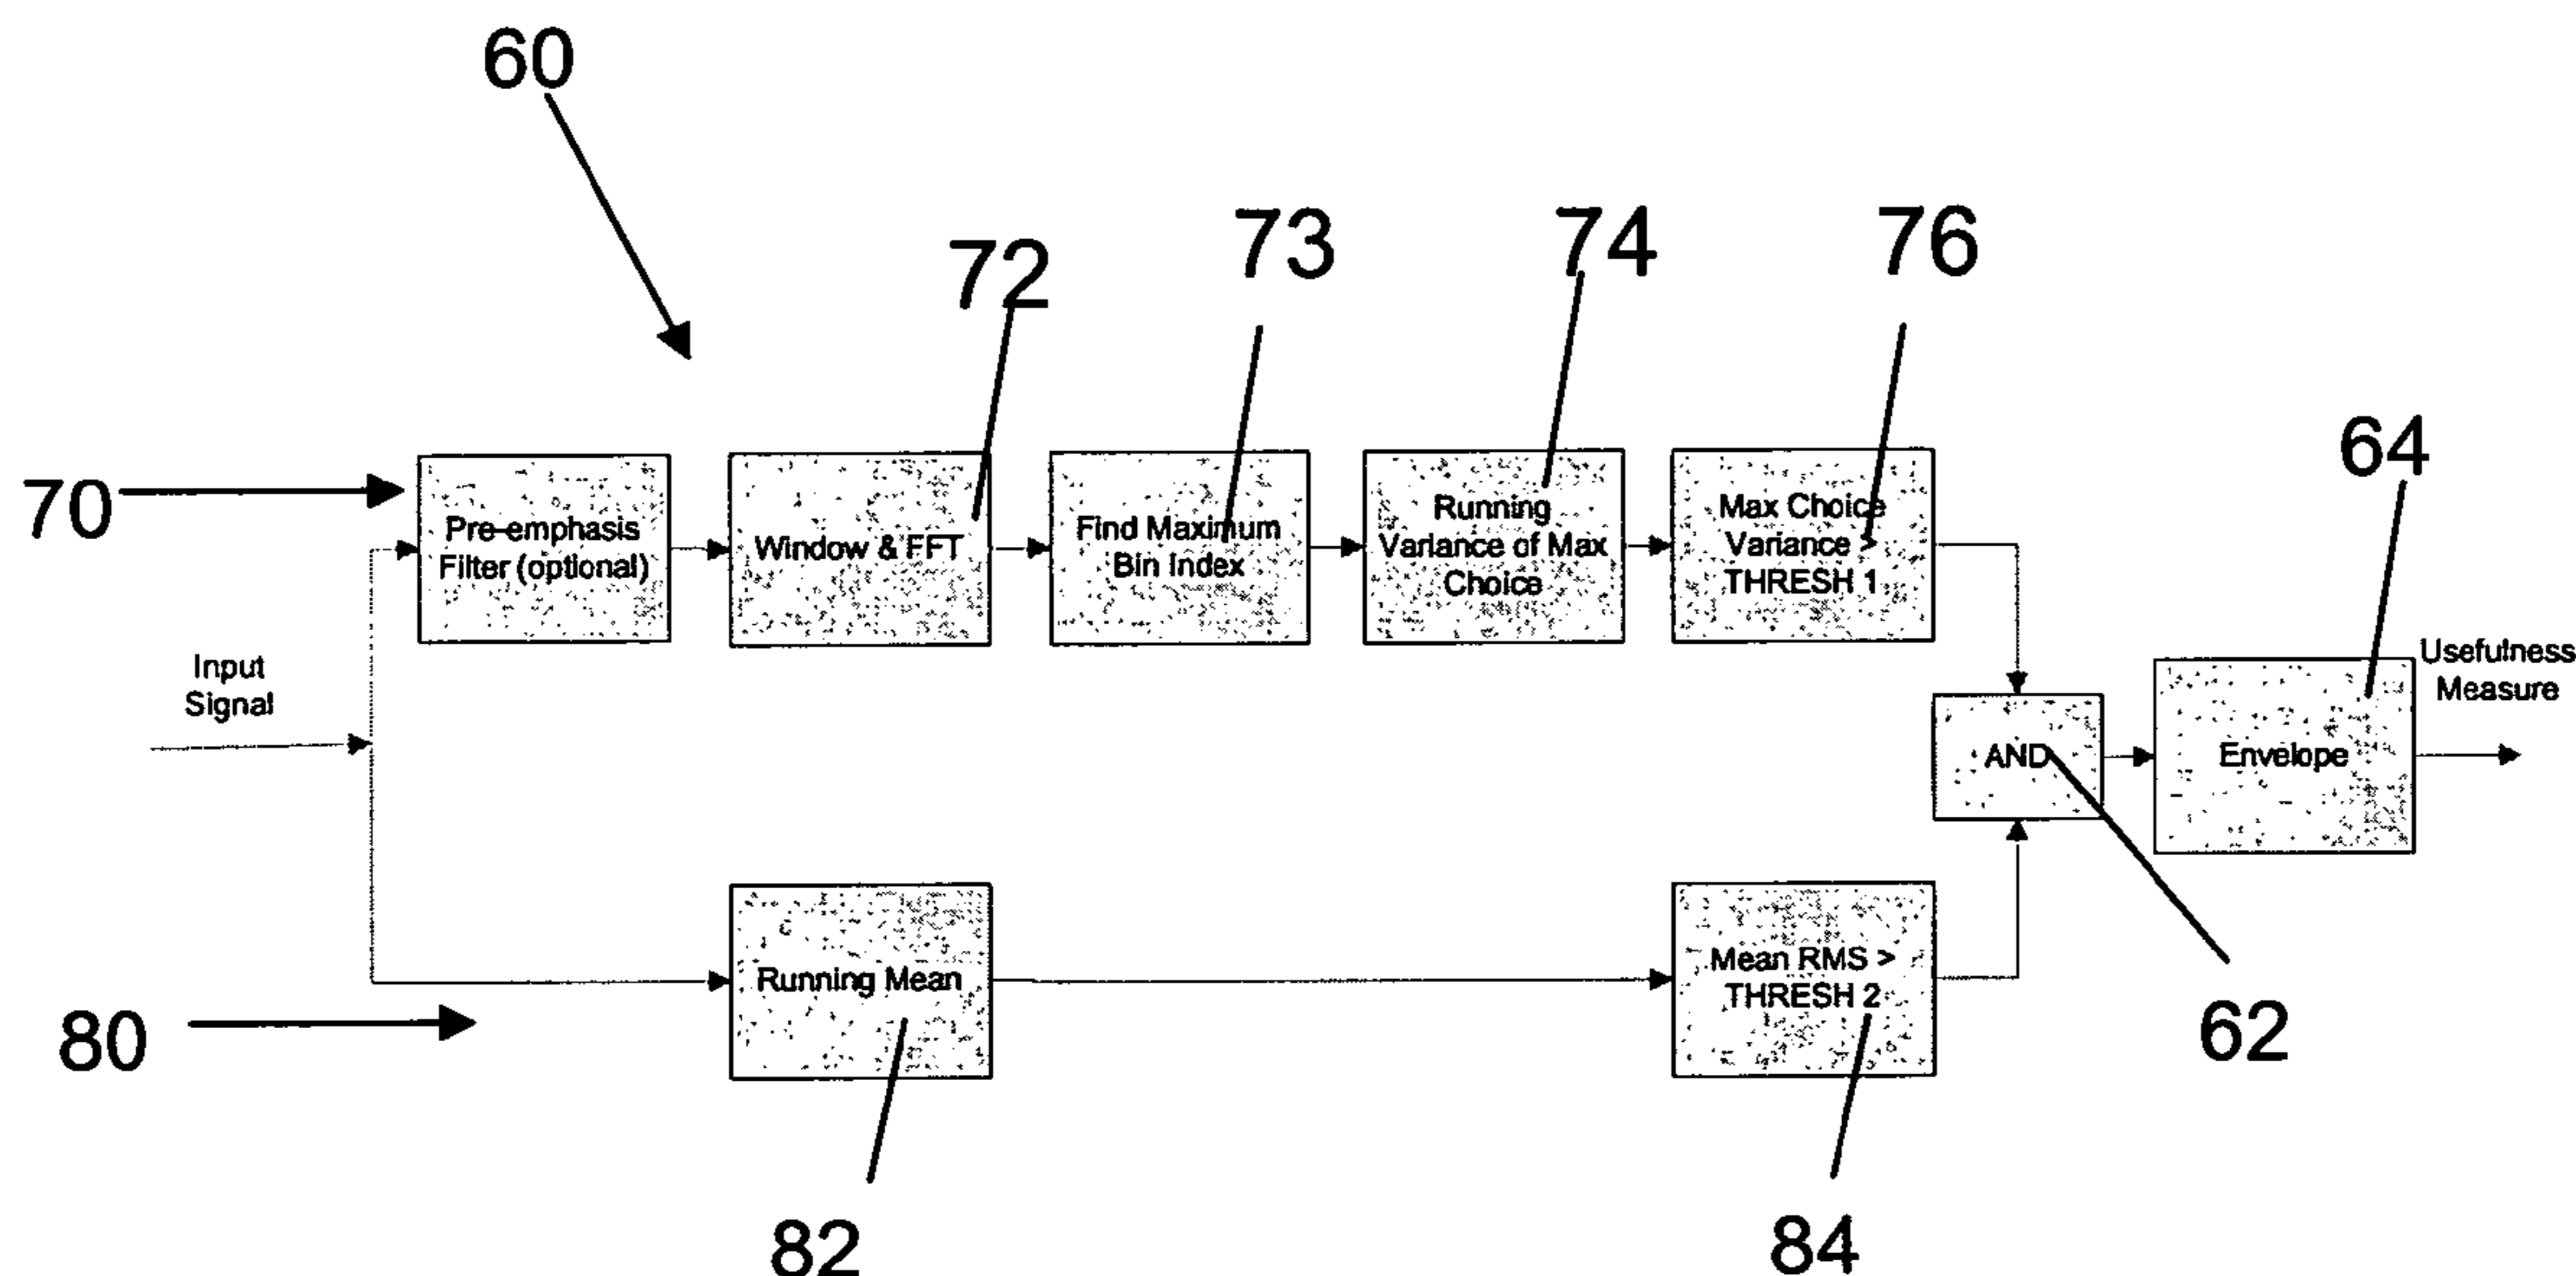 60
72
73
74
76
64
70
Pre-emphasis
Filter (optional)
Window & FFT
Find Maximum
Bin Index
Running
Variance of Max
Choice
Max Choice
Variance >
THRESH 1
Input
Signal
AND
Envelope
Usefulness
Measure
80
Running Mean
Mean RMS >
THRESH 2
62
82
84